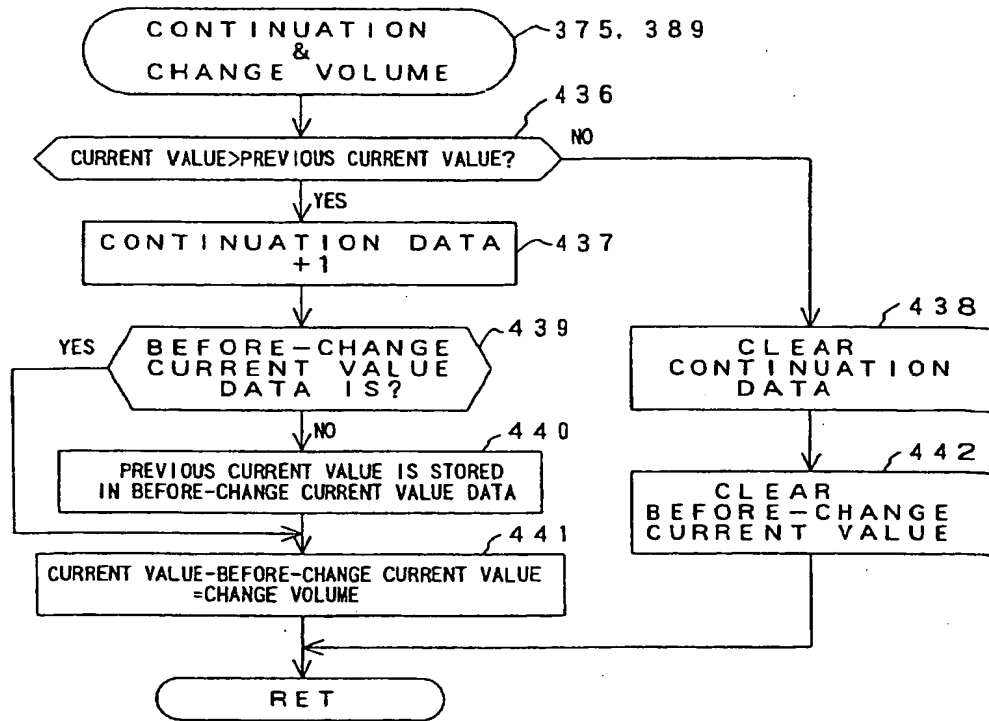 CONTINUATION
&
CHANGE VOLUME
375, 389
436
CURRENT VALUE>PREVIOUS CURRENT VALUE?
NO
YES
CONTINUATION DATA
+1
437
438
CLEAR
CONTINUATION
DATA
439
YES
BEFORE-CHANGE
CURRENT VALUE
DATA IS?
NO
440
PREVIOUS CURRENT VALUE IS STORED
IN BEFORE-CHANGE CURRENT VALUE DATA
442
CLEAR
BEFORE-CHANGE
CURRENT VALUE
441
CURRENT VALUE-BEFORE-CHANGE CURRENT VALUE
=CHANGE VOLUME
RET